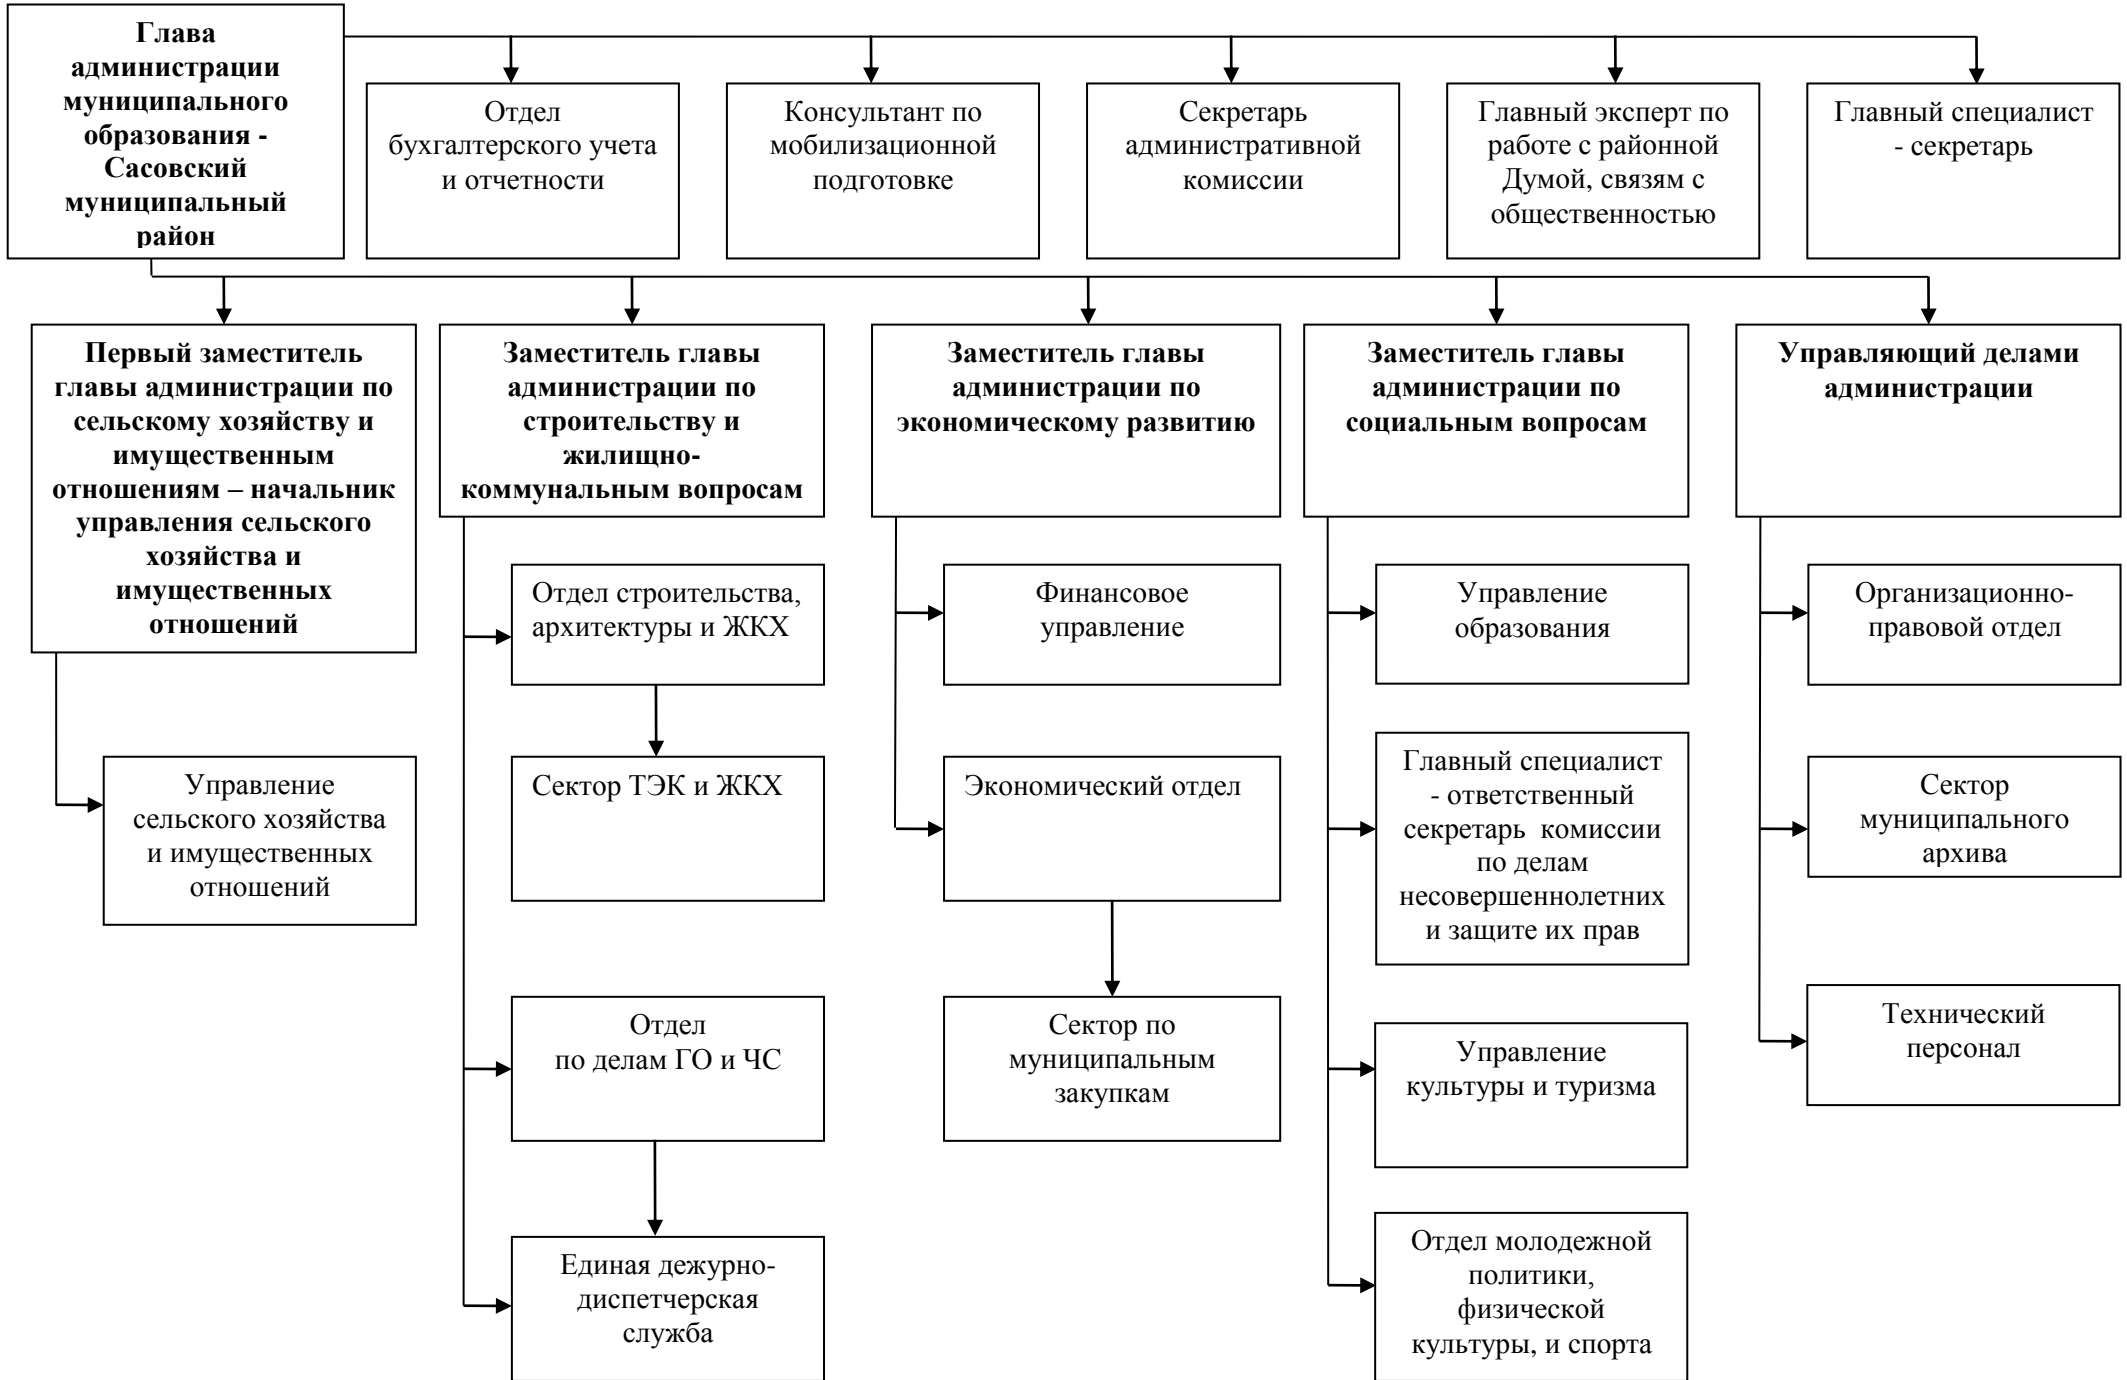 Глава
администрации
муниципального
образования -
Сасовский
муниципальный
район
Отдел
бухгалтерского учета
и отчетности
Консультант по
мобилизационной
подготовке
Секретарь
административной
комиссии
Главный эксперт по
работе с районной
Думой, связям с
общественностью
Главный специалист
- секретарь
Первый заместитель
главы администрации по
сельскому хозяйству и
имущественным
отношениям – начальник
управления сельского
хозяйства и
имущественных
отношений
Заместитель главы
администрации по
строительству и
жилищно-
коммунальным вопросам
Заместитель главы
администрации по
экономическому развитию
Заместитель главы
администрации по
социальным вопросам
Управляющий делами
администрации
Управление
сельского хозяйства
и имущественных
отношений
Отдел строительства,
архитектуры и ЖКХ
Сектор ТЭК и ЖКХ
Отдел
по делам ГО и ЧС
Единая дежурно-
диспетчерская
служба
Финансовое
управление
Экономический отдел
Сектор по
муниципальным
закупкам
Управление
образования
Главный специалист
- ответственный
секретарь комиссии
по делам
несовершеннолетних
и защите их прав
Управление
культуры и туризма
Отдел молодежной
политики,
физической
культуры, и спорта
Организационно-
правовой отдел
Сектор
муниципального
архива
Технический
персонал